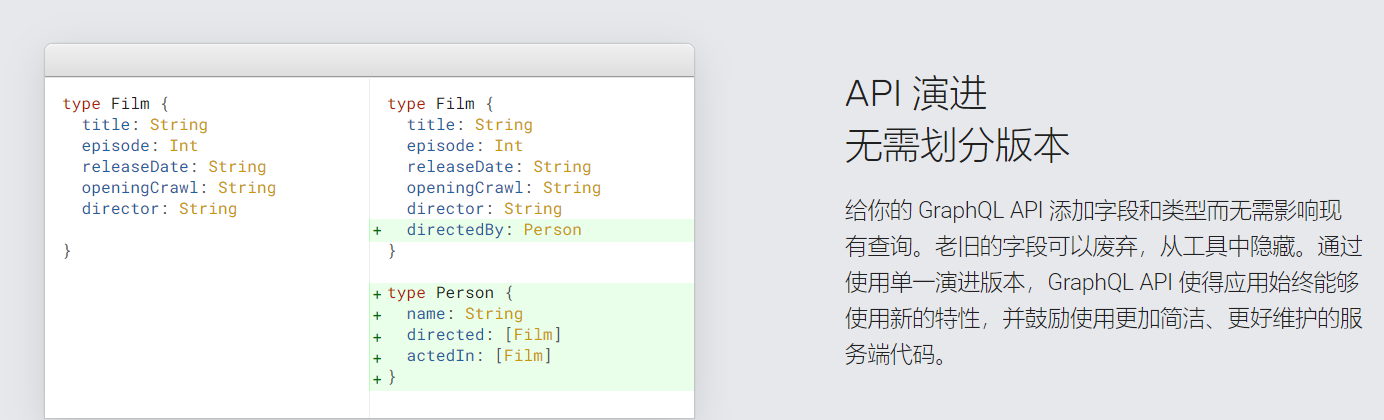 type Film {
title: String
episode: Int
releaseDate: String
openingCrawl: String
director: String
}
type Film {
title: String
episode: Int
releaseDate: String
openingCrawl: String
director: String
+ directedBy: Person
}
+ type Person {
+ name: String
+ directed: [Film]
+ actedIn: [Film]
+ }
API 演进
无需划分版本
给你的 GraphQL API 添加字段和类型而无需影响现
有查询。老旧的字段可以废弃，从工具中隐藏。通过
使用单一演进版本，GraphQL API 使得应用始终能够
使用新的特性，并鼓励使用更加简洁、更好维护的服
务端代码。